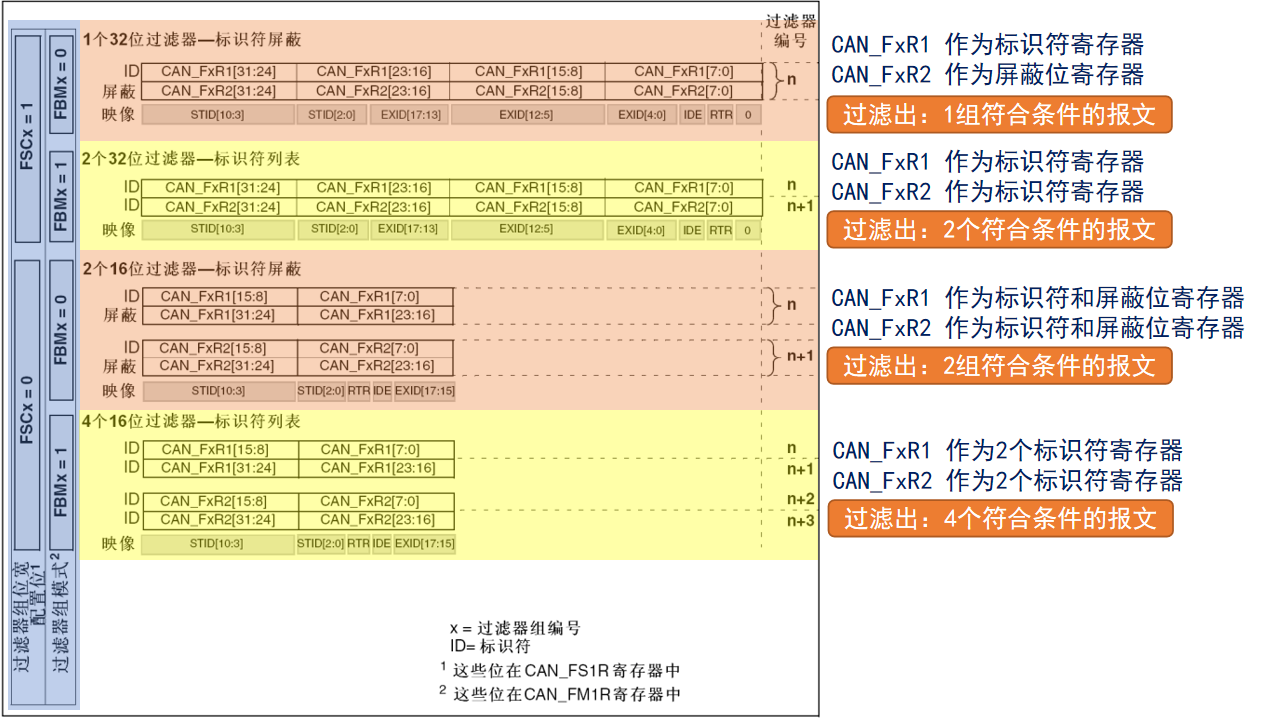 过滤器
编号
FSCx = 1
FBMx = 0
1个32位过滤器—标识符屏蔽
ID CAN_FxR1[31:24] CAN_FxR1[23:16] CAN_FxR1[15:8] CAN_FxR1[7:0] n
屏蔽 CAN_FxR2[31:24] CAN_FxR2[23:16] CAN_FxR2[15:8] CAN_FxR2[7:0]
映像 STID[10:3] STID[2:0] EXID[17:13] EXID[12:5] EXID[4:0] IDE RTR 0
CAN_FxR1 作为标识符寄存器
CAN_FxR2 作为屏蔽位寄存器
过滤出：1组符合条件的报文
FBMx = 1
2个32位过滤器—标识符列表
ID CAN_FxR1[31:24] CAN_FxR1[23:16] CAN_FxR1[15:8] CAN_FxR1[7:0] n
ID CAN_FxR2[31:24] CAN_FxR2[23:16] CAN_FxR2[15:8] CAN_FxR2[7:0] n+1
映像 STID[10:3] STID[2:0] EXID[17:13] EXID[12:5] EXID[4:0] IDE RTR 0
CAN_FxR1 作为标识符寄存器
CAN_FxR2 作为标识符寄存器
过滤出：2个符合条件的报文
FSCx = 0
FBMx = 0
2个16位过滤器—标识符屏蔽
ID CAN_FxR1[15:8] CAN_FxR1[7:0] n
屏蔽 CAN_FxR1[31:24] CAN_FxR1[23:16]
ID CAN_FxR2[15:8] CAN_FxR2[7:0] n+1
屏蔽 CAN_FxR2[31:24] CAN_FxR2[23:16]
映像 STID[10:3] STID[2:0] RTR IDE EXID[17:15]
CAN_FxR1 作为标识符和屏蔽位寄存器
CAN_FxR2 作为标识符和屏蔽位寄存器
过滤出：2组符合条件的报文
FBMx = 1
4个16位过滤器—标识符列表
ID CAN_FxR1[15:8] CAN_FxR1[7:0] n
ID CAN_FxR1[31:24] CAN_FxR1[23:16] n+1
ID CAN_FxR2[15:8] CAN_FxR2[7:0] n+2
ID CAN_FxR2[31:24] CAN_FxR2[23:16] n+3
映像 STID[10:3] STID[2:0] RTR IDE EXID[17:15]
CAN_FxR1 作为2个标识符寄存器
CAN_FxR2 作为2个标识符寄存器
过滤出：4个符合条件的报文
过滤器组位宽
配置位1
过滤器组模式2
x = 过滤器组编号
ID= 标识符
1 这些位在CAN_FS1R寄存器中
2 这些位在CAN_FM1R寄存器中